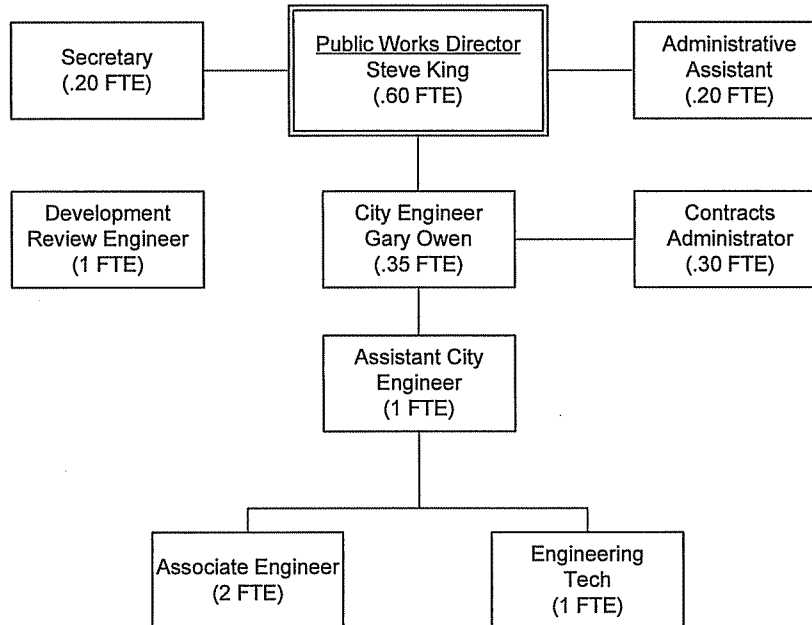 Secretary
(.20 FTE)
Public Works Director
Steve King
(.60 FTE)
Administrative
Assistant
(.20 FTE)
Development
Review Engineer
(1 FTE)
City Engineer
Gary Owen
(.35 FTE)
Contracts
Administrator
(.30 FTE)
Assistant City
Engineer
(1 FTE)
Associate Engineer
(2 FTE)
Engineering
Tech
(1 FTE)